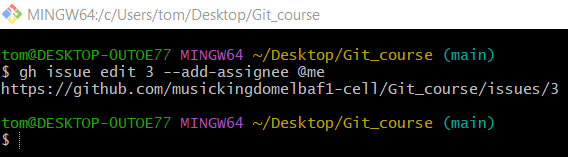 MINGW64:/c/Users/tom/Desktop/Git_course
tom@DESKTOP-OUTOE77 MINGW64 ~/Desktop/Git_course (main)
$ gh issue edit 3 --add-assignee @me
https://github.com/musickingdomelbaf1-cell/Git_course/issues/3
tom@DESKTOP-OUTOE77 MINGW64 ~/Desktop/Git_course (main)
$